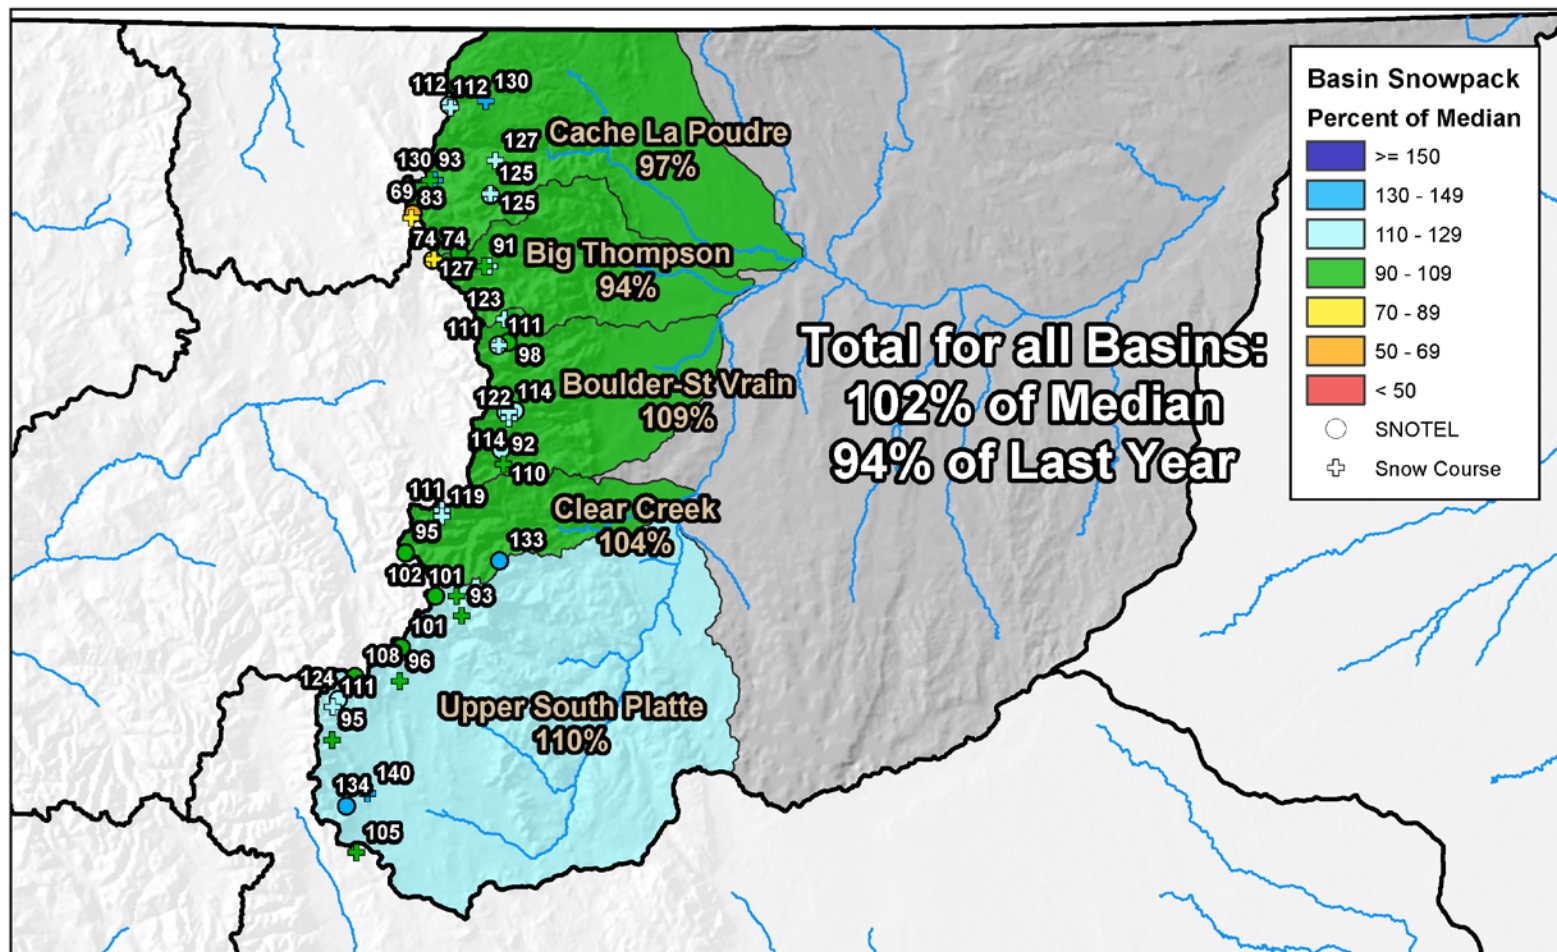 112 112 130
Cache La Poudre
97%
127
130 93
125
69 83
125
74 74
91
Big Thompson
94%
127
123
111 111
98
Boulder-St Vrain
109%
122 114
114 92
110
111 119
Clear Creek
104%
95
133
102 101
93
101
108 96
124 111
95
Upper South Platte
110%
134 140
105
Total for all Basins:
102% of Median
94% of Last Year
Basin Snowpack
Percent of Median
>= 150
130 - 149
110 - 129
90 - 109
70 - 89
50 - 69
< 50
SNOTEL
Snow Course